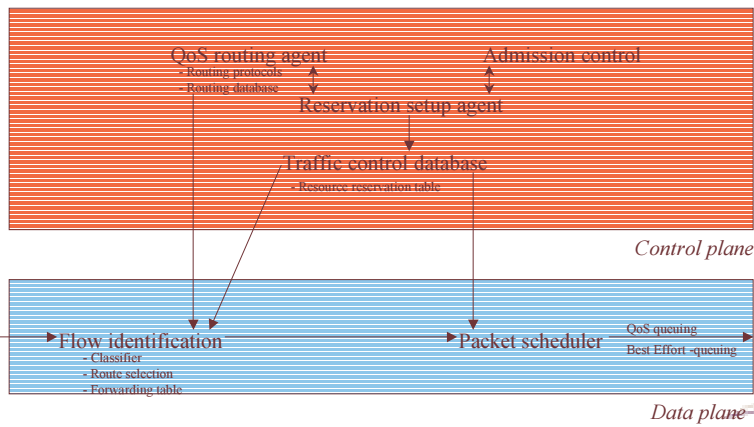 QoS routing agent
- Routing protocols
- Routing database
Admission control
Reservation setup agent
Traffic control database
- Resource reservation table
Control plane
Flow identification
- Classifier
- Route selection
- Forwarding table
Packet scheduler
QoS queuing
Best Effort -queuing
Data plane